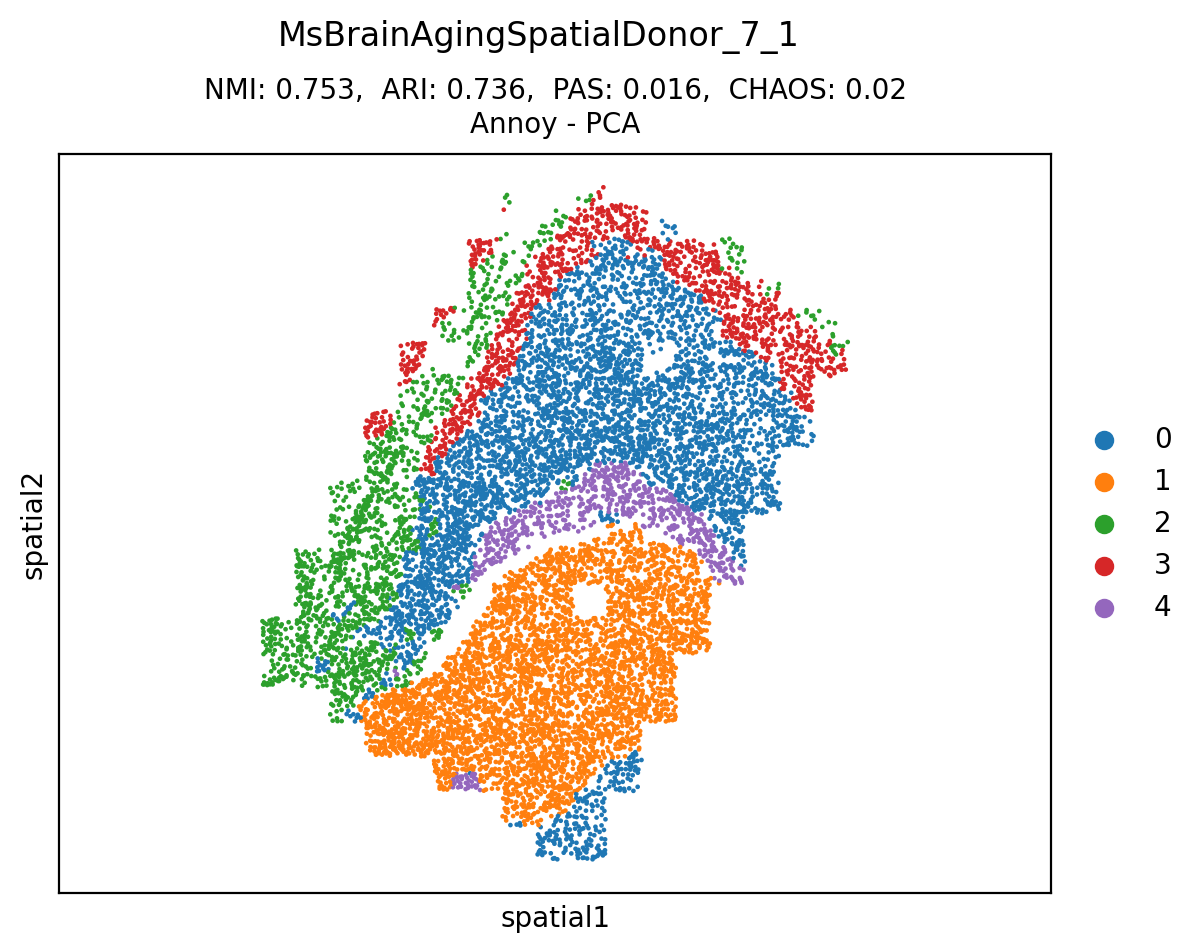 MsBrainAgingSpatialDonor_7_1
NMI: 0.753,  ARI: 0.736,  PAS: 0.016,  CHAOS: 0.02
Annoy - PCA
spatial2
0
1
2
3
4
spatial1